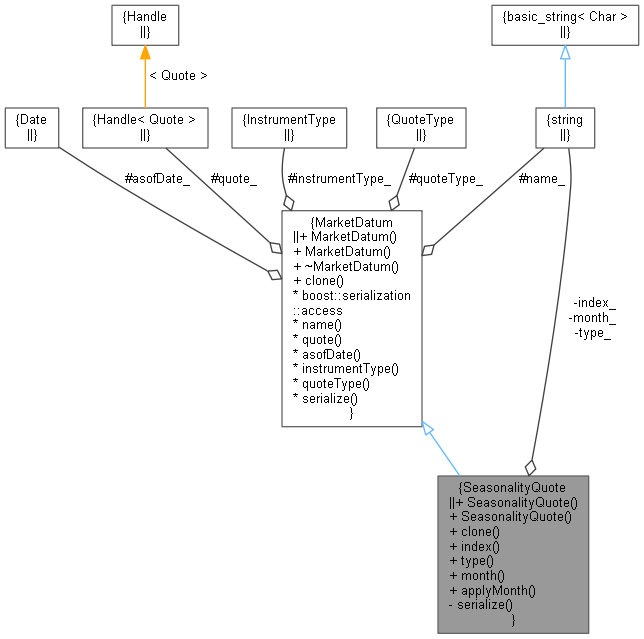 {Handle
||}
{basic_string< Char >
||}
< Quote >
{Date
||}
{Handle< Quote >
||}
{InstrumentType
||}
{QuoteType
||}
{string
||}
#asofDate_
#quote_
#instrumentType_
#quoteType_
#name_
{MarketDatum
||+ MarketDatum()
+ MarketDatum()
+ ~MarketDatum()
+ clone()
* boost::serialization
::access
* name()
* quote()
* asofDate()
* instrumentType()
* quoteType()
* serialize()
}
-index_
-month_
-type_
{SeasonalityQuote
||+ SeasonalityQuote()
+ SeasonalityQuote()
+ clone()
+ index()
+ type()
+ month()
+ applyMonth()
- serialize()
}